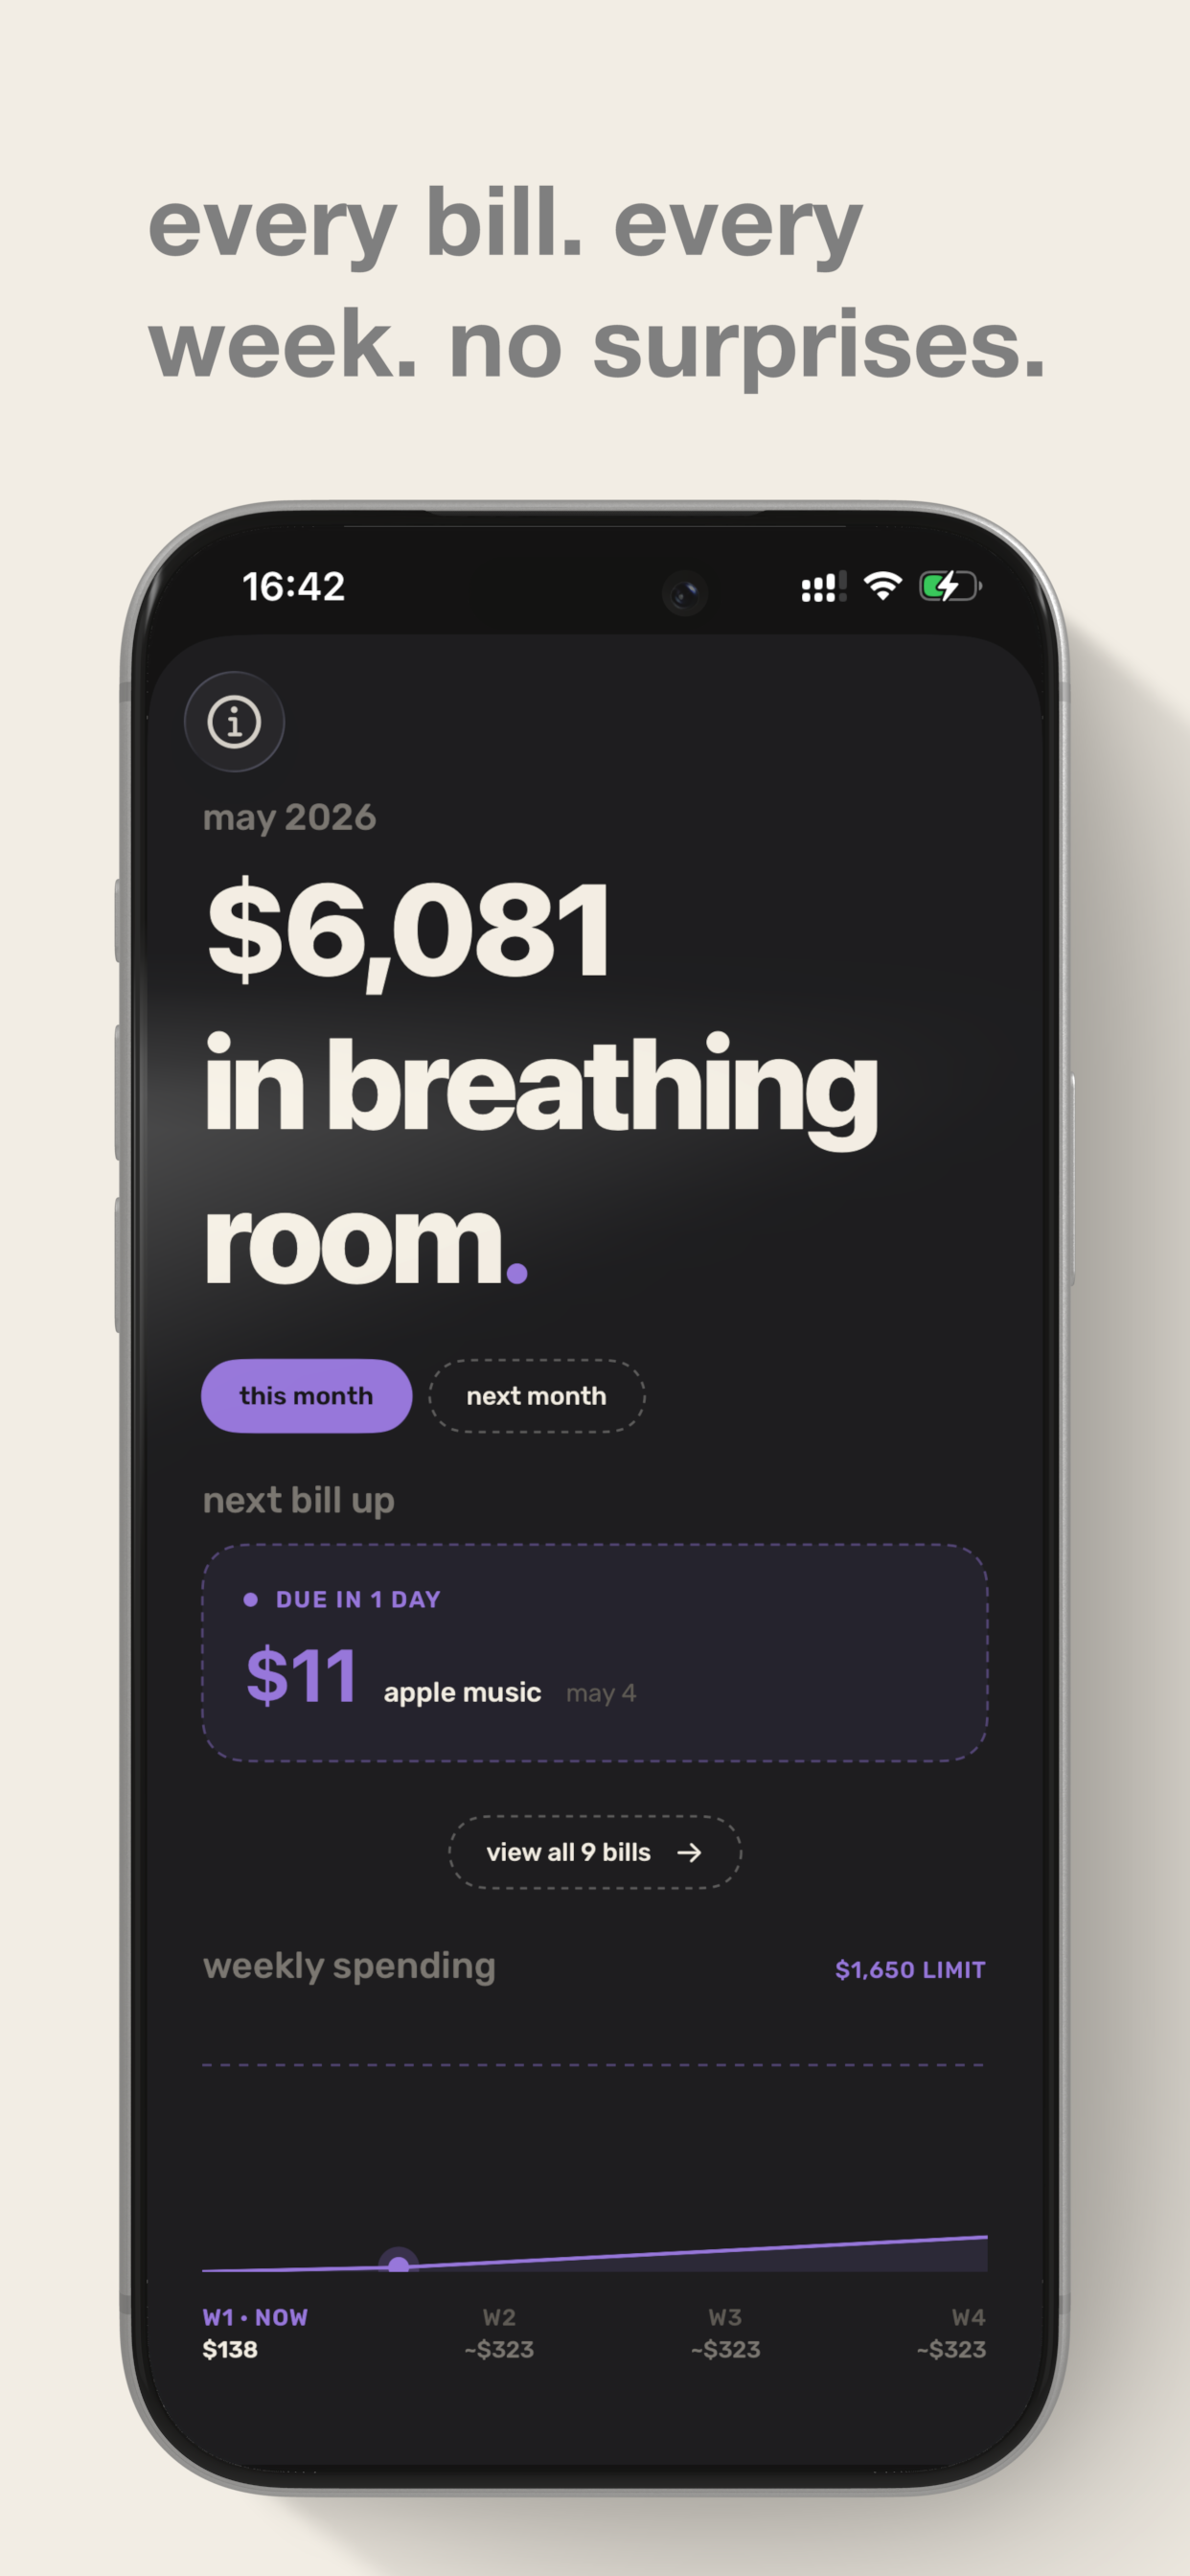 every bill. every
week. no surprises.
16:42
may 2026
$6,081
in breathing
room.
this month
next month
next bill up
DUE IN 1 DAY
$11 apple music may 4
view all 9 bills →
weekly spending
$1,650 LIMIT
W1 • NOW W2 W3 W4
$138 ~$323 ~$323 ~$323